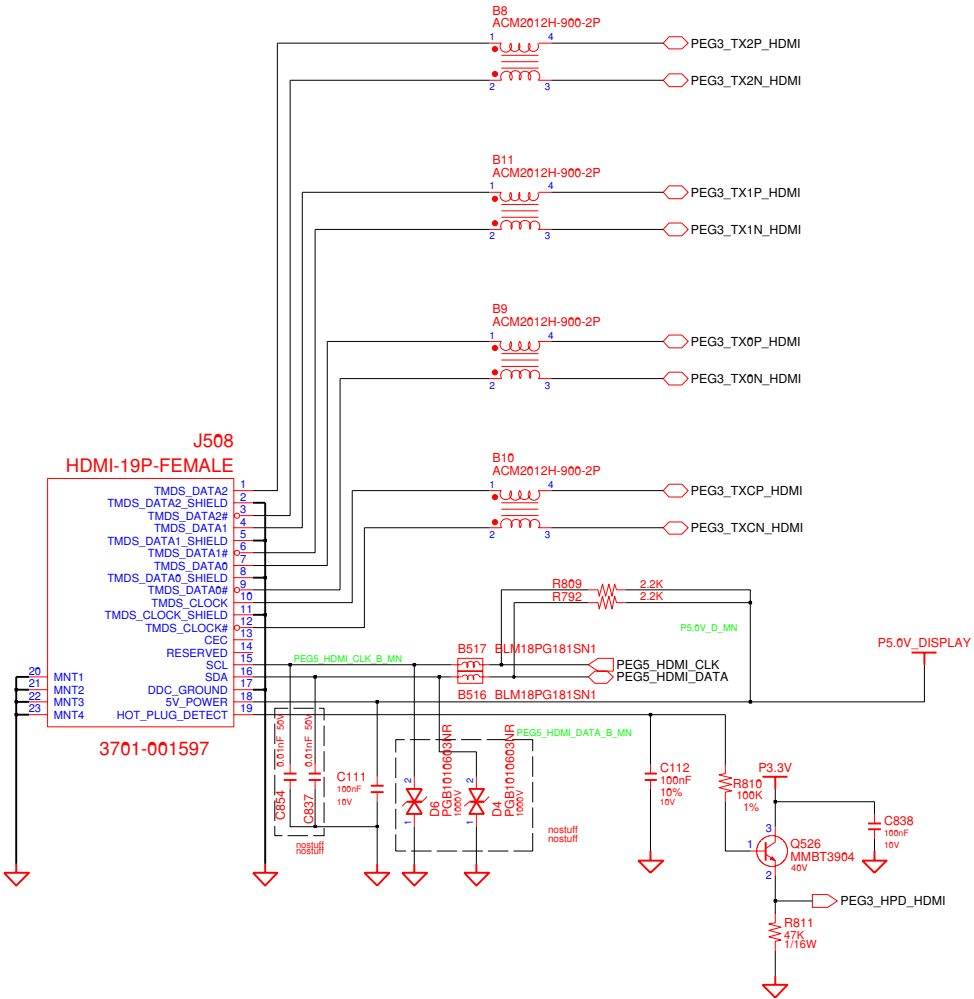 B8
ACM2012H-900-2P
1 4
PEG3_TX2P_HDMI
PEG3_TX2N_HDMI
2 3
B11
ACM2012H-900-2P
1 4
PEG3_TX1P_HDMI
PEG3_TX1N_HDMI
2 3
B9
ACM2012H-900-2P
1 4
PEG3_TX0P_HDMI
PEG3_TX0N_HDMI
2 3
B10
ACM2012H-900-2P
1 4
PEG3_TXCP_HDMI
PEG3_TXCN_HDMI
2 3
J508
HDMI-19P-FEMALE
TMDS_DATA2 1
TMDS_DATA2_SHIELD 2
TMDS_DATA2# 3
TMDS_DATA1 4
TMDS_DATA1_SHIELD 5
TMDS_DATA1# 6
TMDS_DATA0 7
TMDS_DATA0_SHIELD 8
TMDS_DATA0# 9
TMDS_CLOCK 10
TMDS_CLOCK_SHIELD 11
TMDS_CLOCK# 12
CEC 13
RESERVED 14
SCL 15
SDA 16
DDC_GROUND 17
5V_POWER 18
HOT_PLUG_DETECT 19
20 MNT1
21 MNT2
22 MNT3
23 MNT4
3701-001597
R809 2.2K
R792 2.2K
P5.0V_D_MN
P5.0V_DISPLAY
B517 BLM18PG181SN1
PEG5_HDMI_CLK_B_MN
PEG5_HDMI_CLK
PEG5_HDMI_DATA
B516 BLM18PG181SN1
PEG5_HDMI_DATA_B_MN
C854 0.01nF 50V
C837 0.01nF 50V
nostuff
nostuff
C111
100nF
10V
2
1
D6
PGB1010603NR
1000V
2
1
D4
PGB1010603NR
1000V
nostuff
nostuff
C112
100nF
10%
10V
R810
100K
1%
P3.3V
3
1
2
Q526
MMBT3904
40V
C838
100nF
10V
PEG3_HPD_HDMI
R811
47K
1/16W